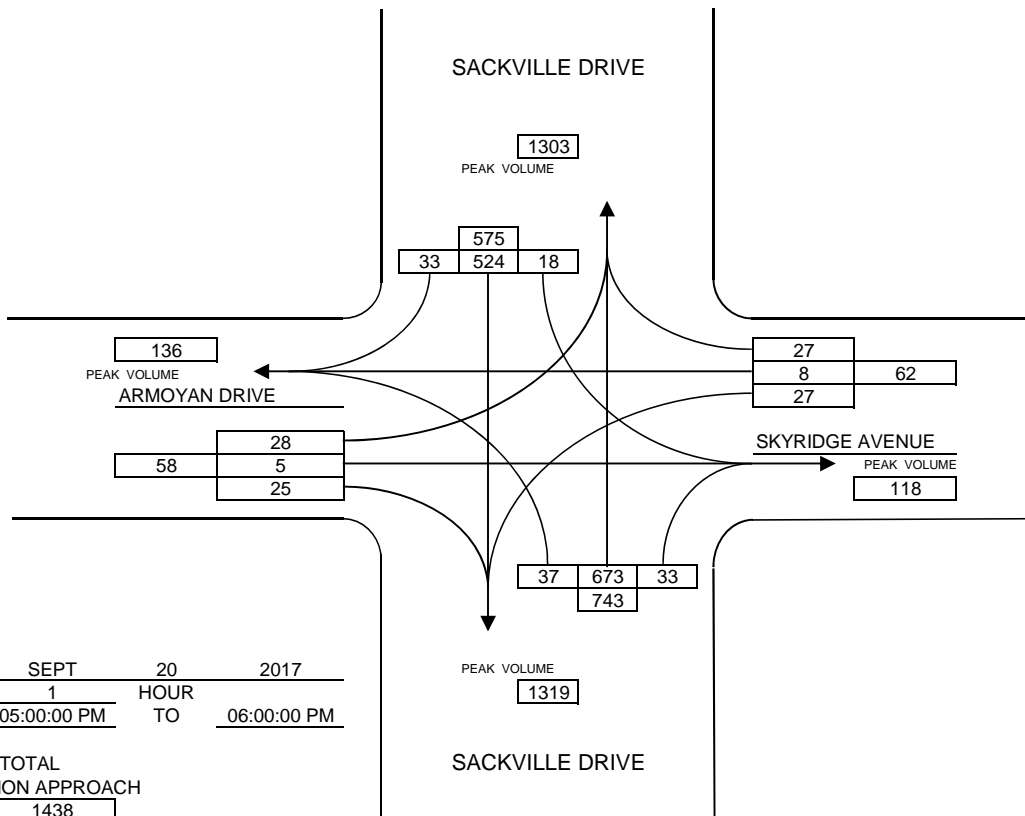 SACKVILLE DRIVE
1303
PEAK VOLUME
575
33 524 18
136
PEAK VOLUME
ARMOYAN DRIVE
27
8 62
27
28
58 5
25
SKYRIDGE AVENUE
PEAK VOLUME
118
37 673 33
743
PEAK VOLUME
1319
SACKVILLE DRIVE
SEPT 20 2017
1 HOUR
05:00:00 PM TO 06:00:00 PM
TOTAL
ION APPROACH
1438